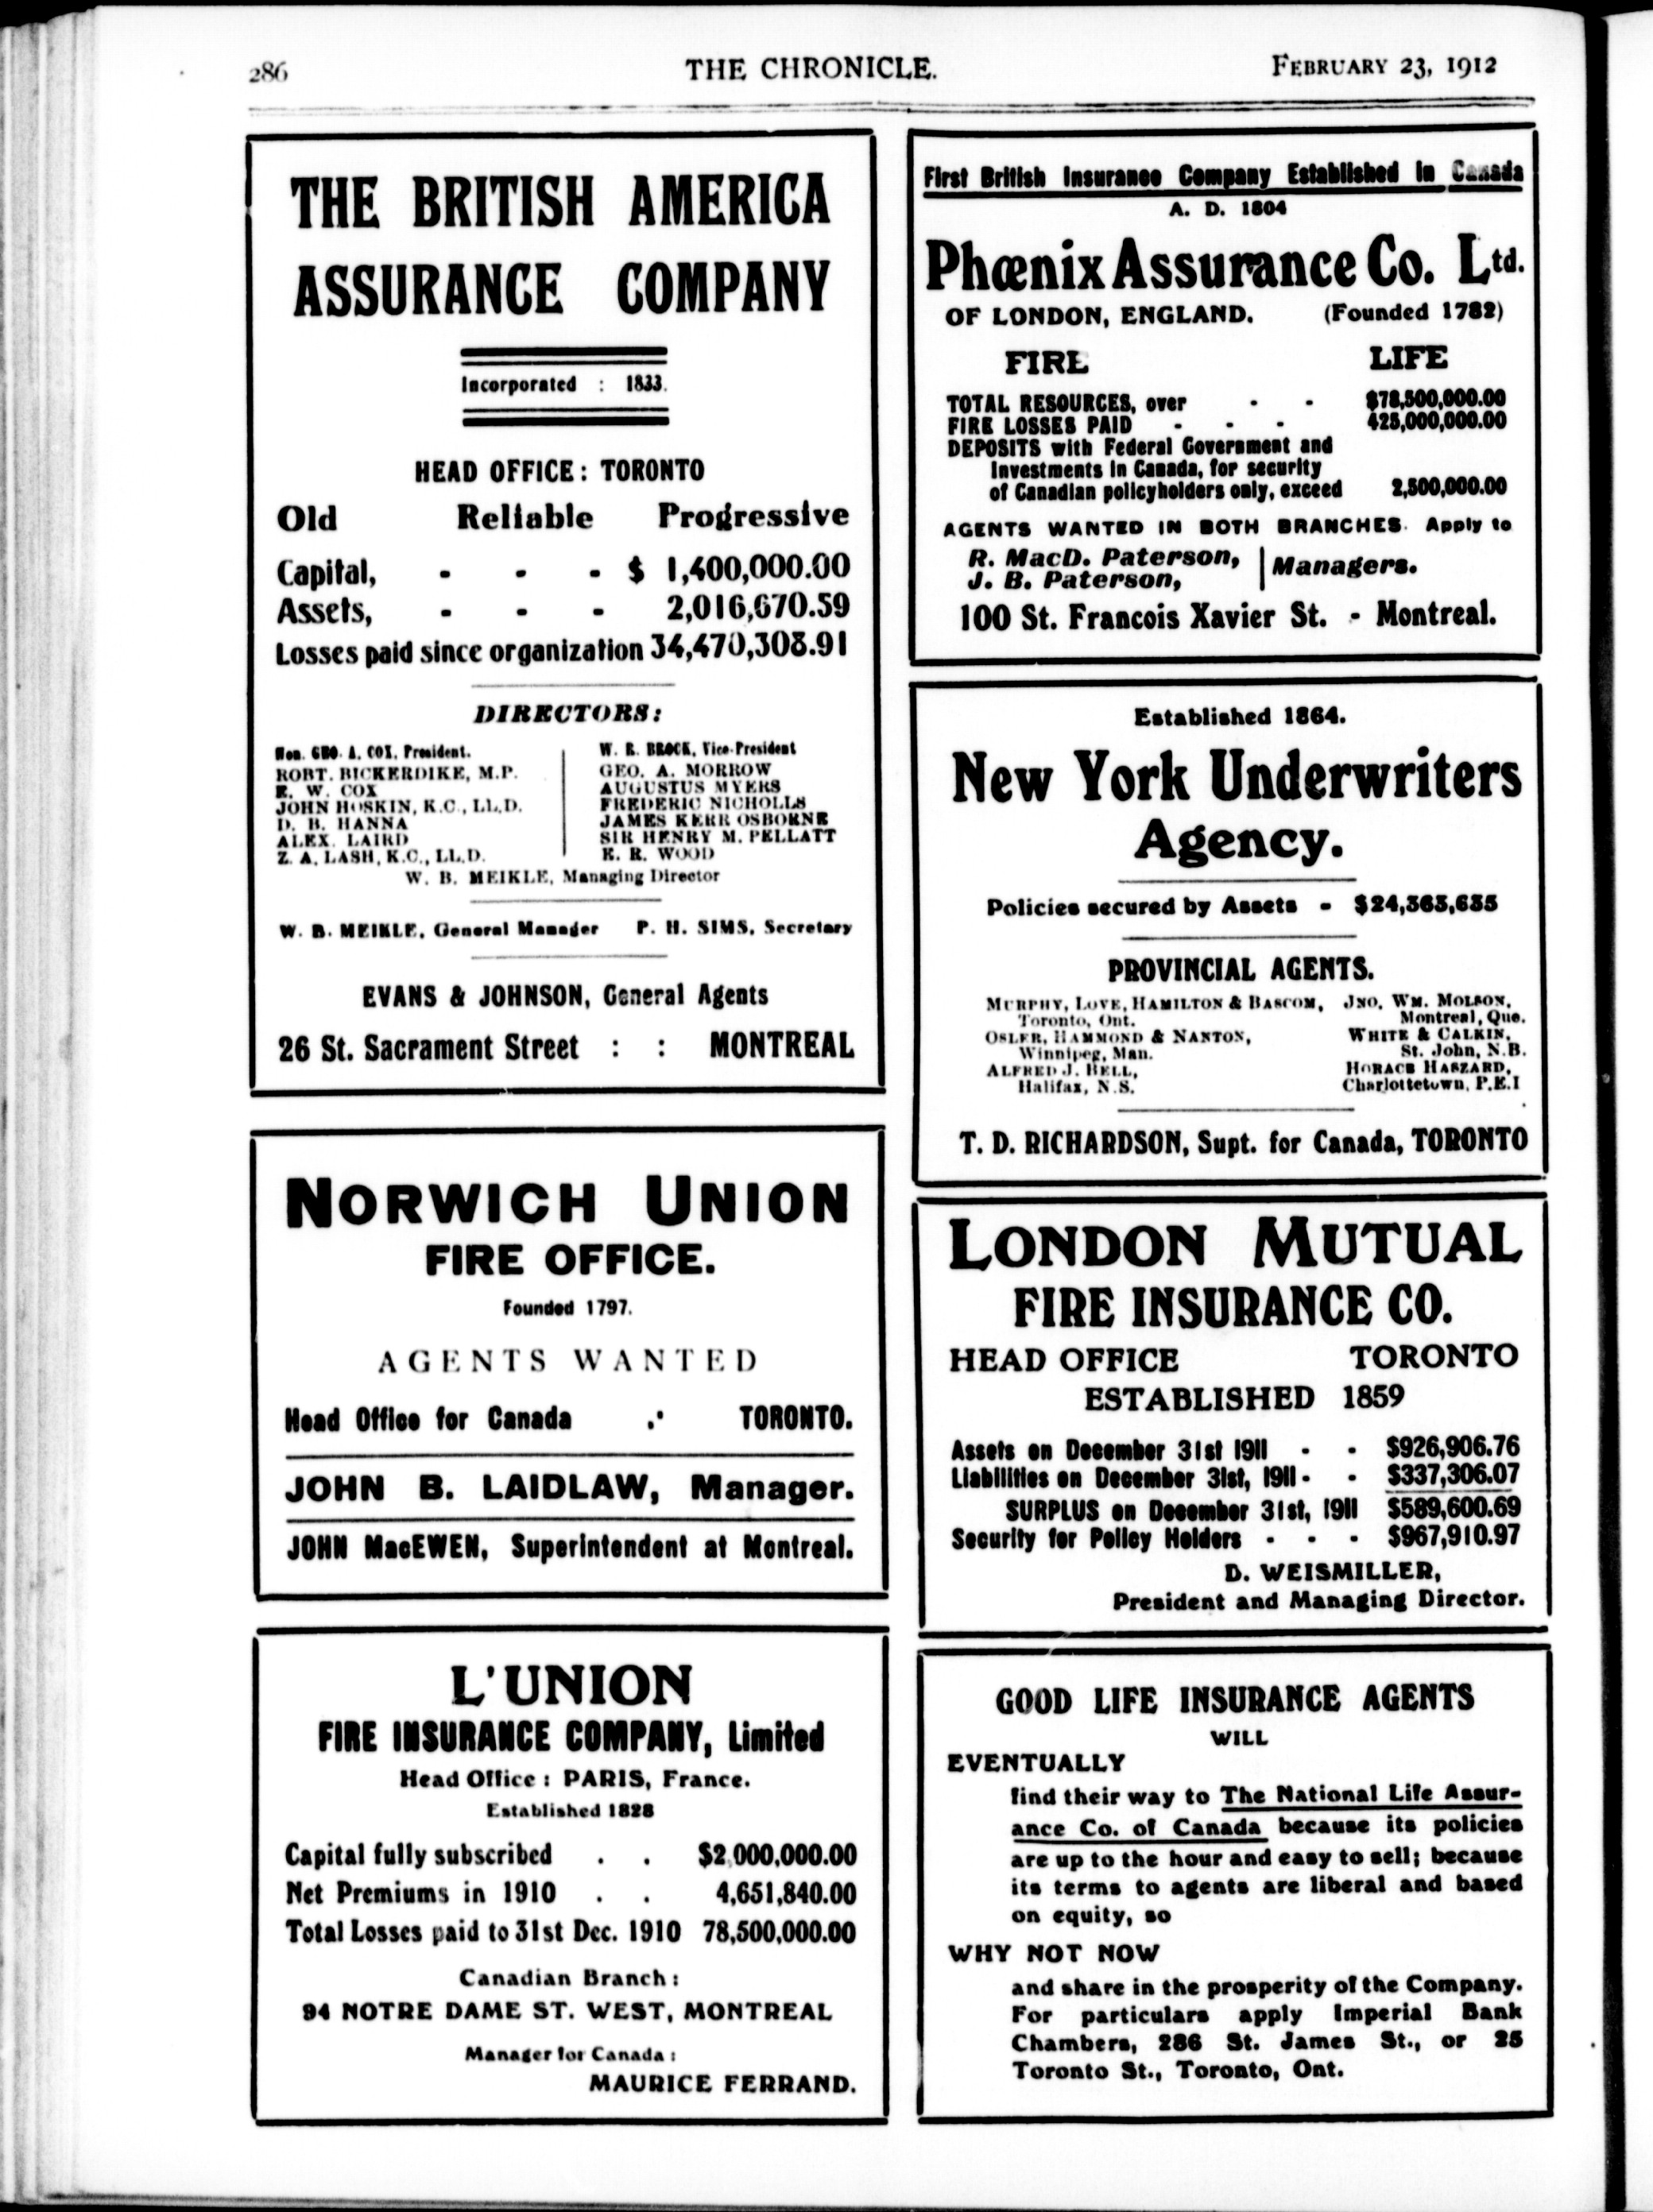 286
THE CHRONICLE.
FEBRUARY 23, 1912
THE BRITISH AMERICA
ASSURANCE COMPANY
Incorporated : 1833.
HEAD OFFICE: TORONTO
Old Reliable Progressive
Capital, - - - $ 1,400,000.00
Assets, - - - 2,016,670.59
Losses paid since organization 34,470,308.91
DIRECTORS:
Hon. GEO. A. COX, President.
ROBT. BICKERDIKE, M.P.
E. W. COX
JOHN HOSKIN, K.C., LL.D.
D. B. HANNA
ALEX. LAIRD
Z. A. LASH, K.C., LL.D.
W. R. BROCK, Vice-President
GEO. A. MORROW
AUGUSTUS MYERS
FREDERIC NICHOLLS
JAMES KERR OSBORNE
SIR HENRY M. PELLATT
E. R. WOOD
W. B. MEIKLE, Managing Director
W. B. MEIKLE, General Manager P. H. SIMS, Secretary
EVANS & JOHNSON, General Agents
26 St. Sacrament Street : : MONTREAL
NORWICH UNION
FIRE OFFICE.
Founded 1797.
AGENTS WANTED
Head Office for Canada .· TORONTO.
JOHN B. LAIDLAW, Manager.
JOHN MacEWEN, Superintendent at Montreal.
L'UNION
FIRE INSURANCE COMPANY, Limited
Head Office : PARIS, France.
Established 1828
Capital fully subscribed . . $2,000,000.00
Net Premiums in 1910 . . 4,651,840.00
Total Losses paid to 31st Dec. 1910 78,500,000.00
Canadian Branch :
94 NOTRE DAME ST. WEST, MONTREAL
Manager for Canada :
MAURICE FERRAND.
First British Insurance Company Established in Canada
A. D. 1804
Phœnix Assurance Co. Ltd.
OF LONDON, ENGLAND. (Founded 1782)
FIRE LIFE
TOTAL RESOURCES, over - - $78,500,000.00
FIRE LOSSES PAID - - - 425,000,000.00
DEPOSITS with Federal Government and
Investments in Canada, for security
of Canadian policyholders only, exceed 2,500,000.00
AGENTS WANTED IN BOTH BRANCHES. Apply to
R. MacD. Paterson,
J. B. Paterson,
Managers.
100 St. Francois Xavier St. - Montreal.
Established 1864.
New York Underwriters
Agency.
Policies secured by Assets - $24,363,635
PROVINCIAL AGENTS.
MURPHY, LOVE, HAMILTON & BASCOM,
Toronto, Ont.
OSLER, HAMMOND & NANTON,
Winnipeg, Man.
ALFRED J. BELL,
Halifax, N.S.
JNO. WM. MOLSON,
Montreal, Que.
WHITE & CALKIN,
St. John, N.B.
HORACE HASZARD,
Charlottetown, P.E.I
T. D. RICHARDSON, Supt. for Canada, TORONTO
LONDON MUTUAL
FIRE INSURANCE CO.
HEAD OFFICE TORONTO
ESTABLISHED 1859
Assets on December 31st 1911 - - $926,906.76
Liabilities on December 31st, 1911 - - $337,306.07
SURPLUS on December 31st, 1911 $589,600.69
Security for Policy Holders - - - $967,910.97
D. WEISMILLER,
President and Managing Director.
GOOD LIFE INSURANCE AGENTS
WILL
EVENTUALLY
find their way to The National Life Assur-
ance Co. of Canada because its policies
are up to the hour and easy to sell; because
its terms to agents are liberal and based
on equity, so
WHY NOT NOW
and share in the prosperity of the Company.
For particulars apply Imperial Bank
Chambers, 286 St. James St., or 25
Toronto St., Toronto, Ont.